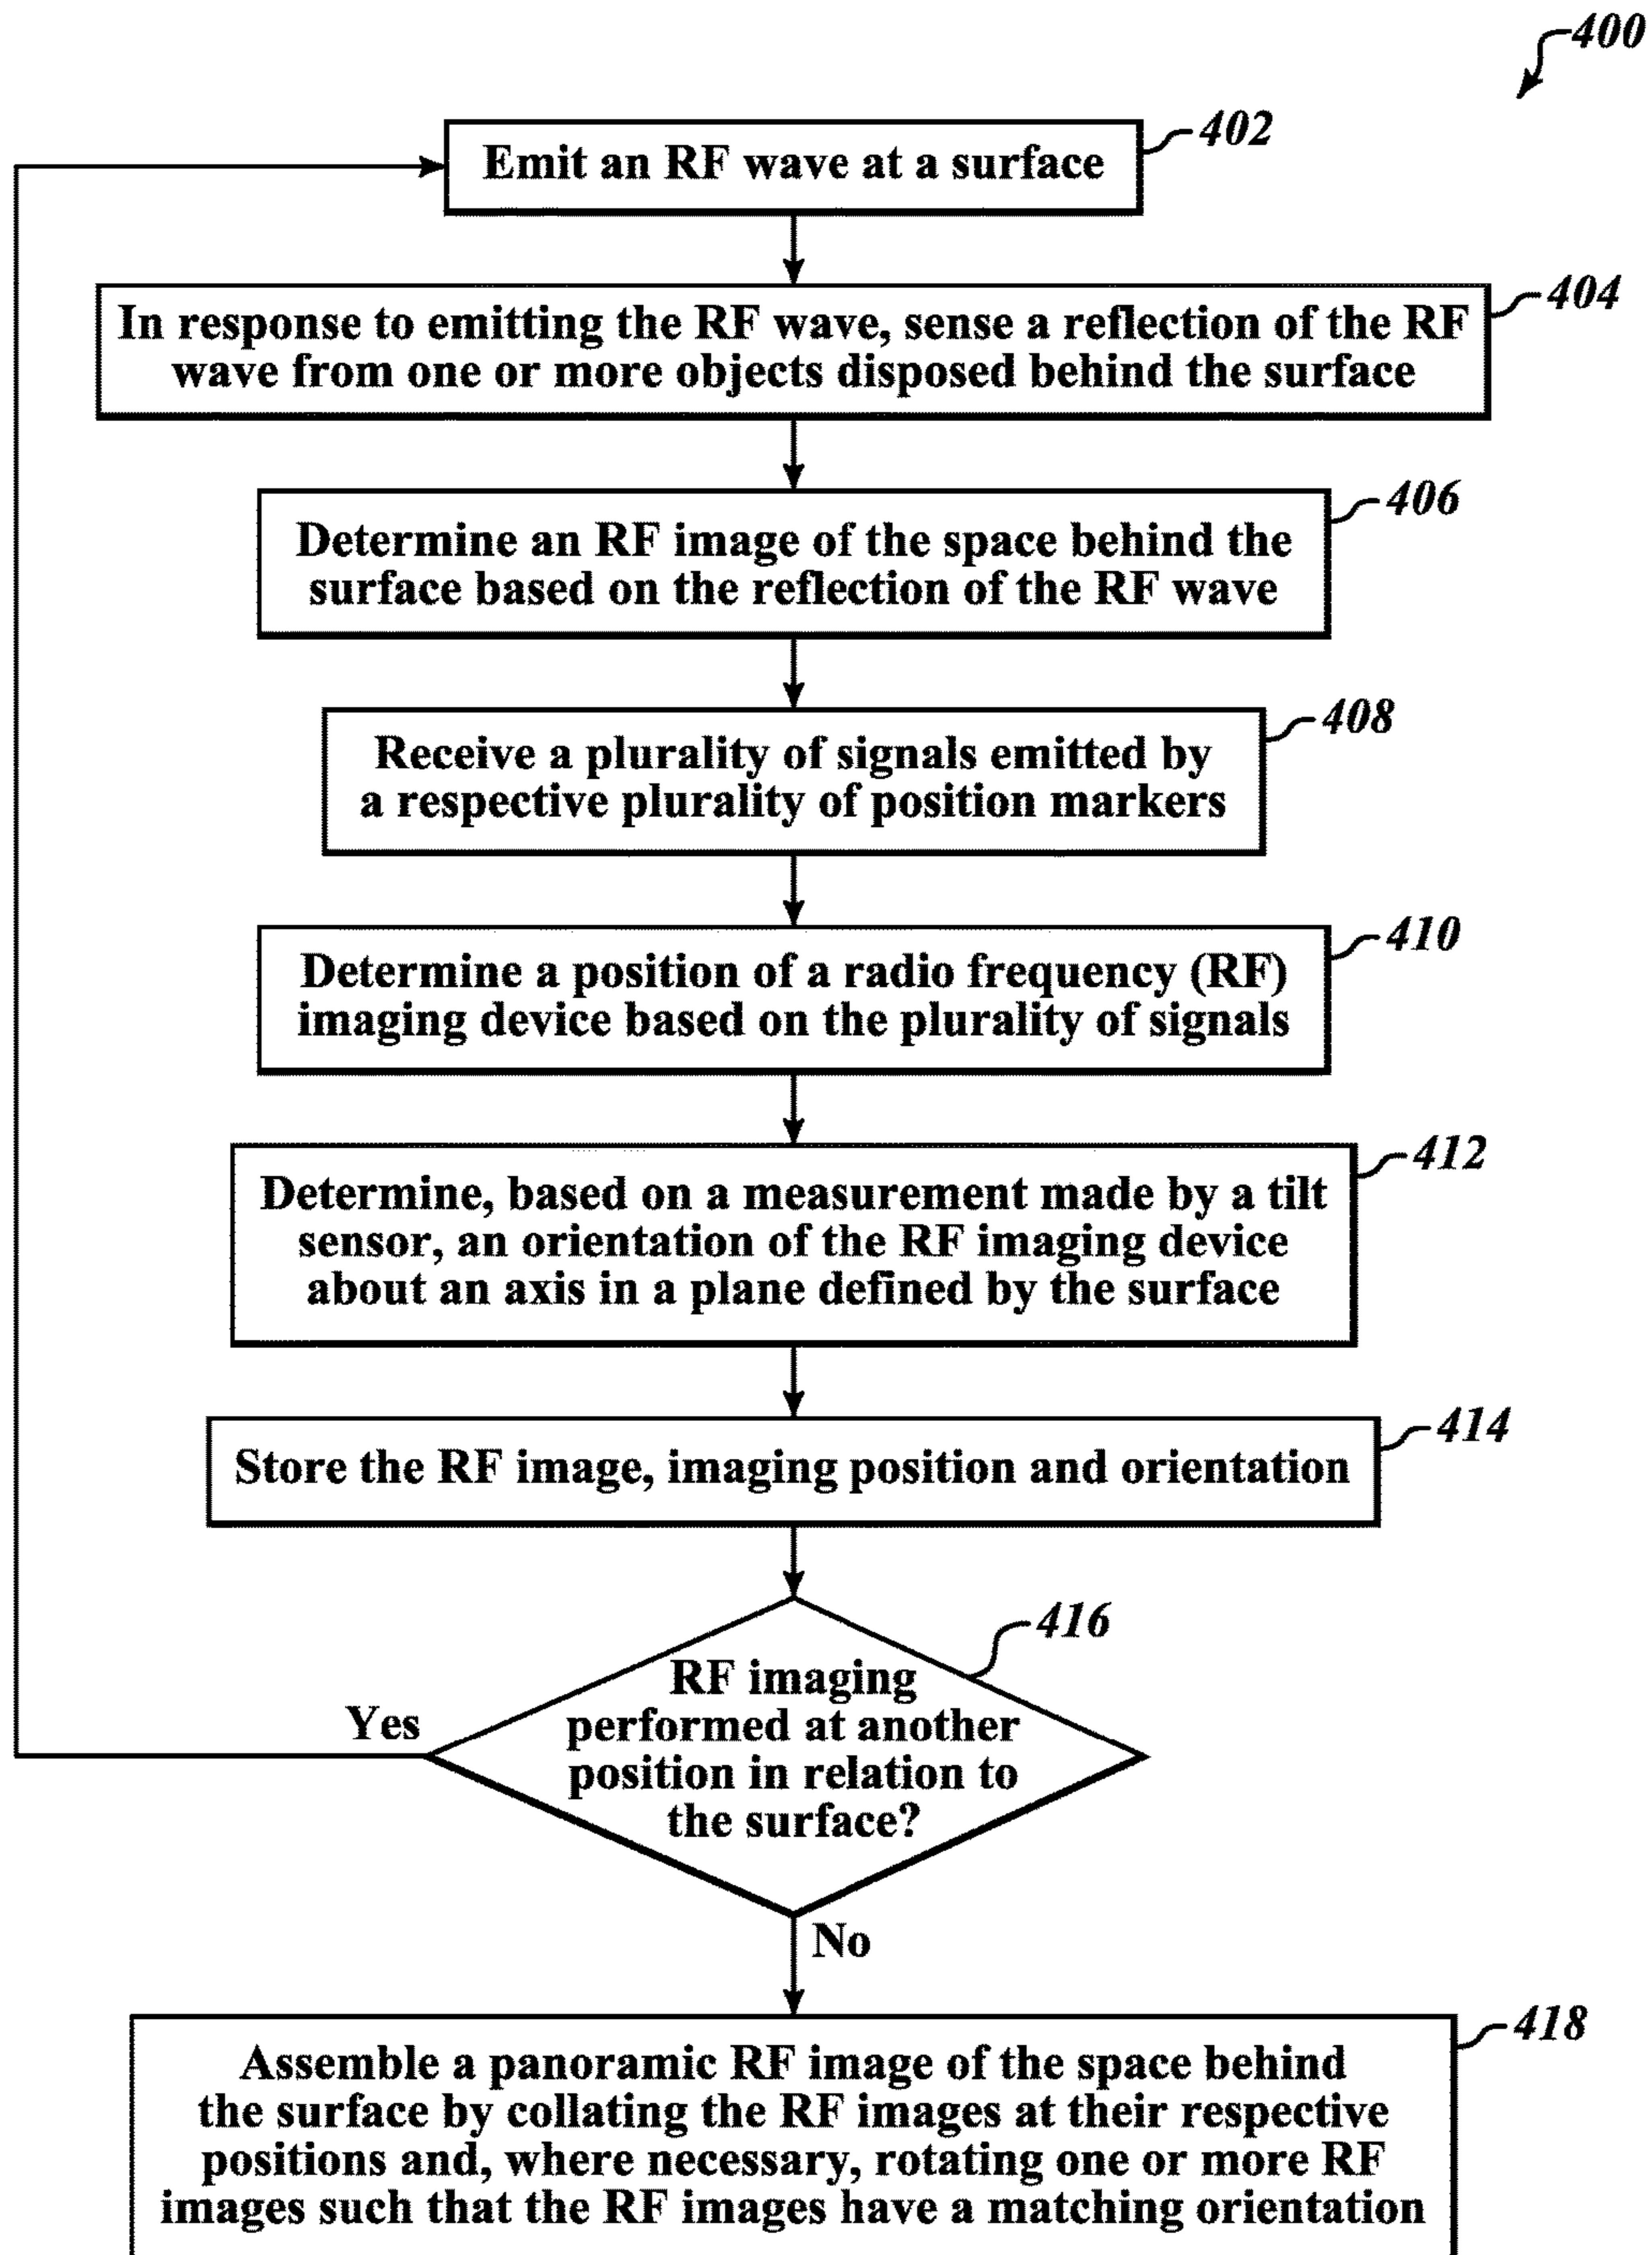 400
402
Emit an RF wave at a surface
404
In response to emitting the RF wave, sense a reflection of the RF
wave from one or more objects disposed behind the surface
406
Determine an RF image of the space behind the
surface based on the reflection of the RF wave
408
Receive a plurality of signals emitted by
a respective plurality of position markers
410
Determine a position of a radio frequency (RF)
imaging device based on the plurality of signals
412
Determine, based on a measurement made by a tilt
sensor, an orientation of the RF imaging device
about an axis in a plane defined by the surface
414
Store the RF image, imaging position and orientation
416
RF imaging
performed at another
position in relation to
the surface?
Yes
No
418
Assemble a panoramic RF image of the space behind
the surface by collating the RF images at their respective
positions and, where necessary, rotating one or more RF
images such that the RF images have a matching orientation